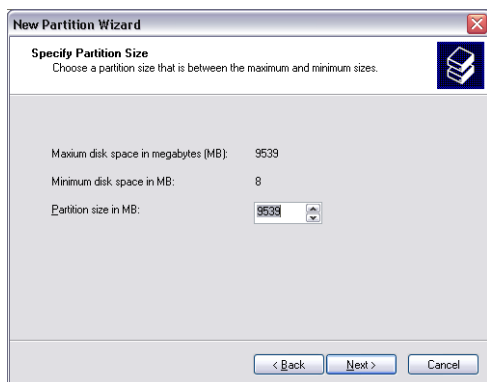 New Partition Wizard
Specify Partition Size
Choose a partition size that is between the maximum and minimum sizes.
Maxium disk space in megabytes (MB): 9539
Minimum disk space in MB: 8
Partition size in MB: 9539
< Back Next > Cancel